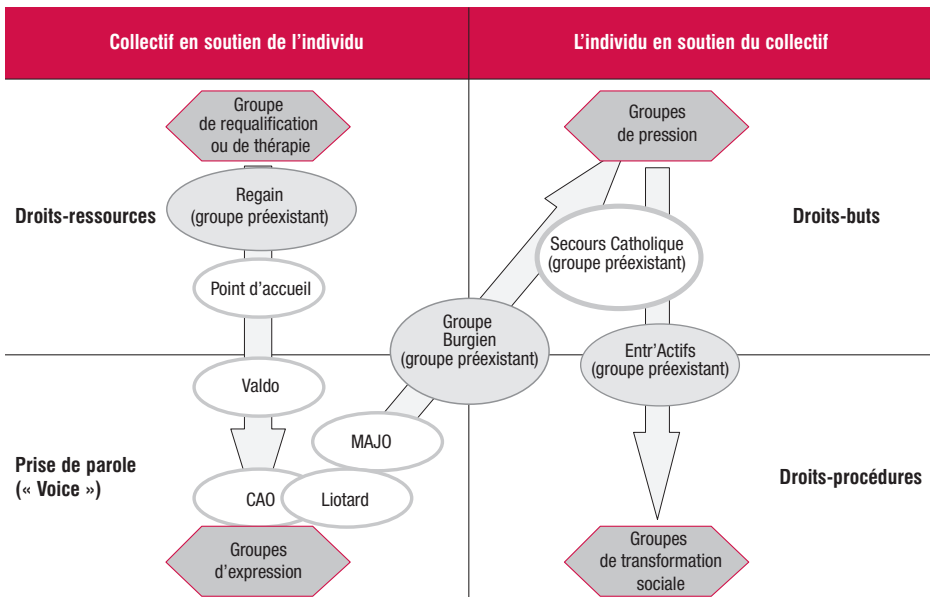 Collectif en soutien de l'individu
L'individu en soutien du collectif
Groupe
de requalification
ou de thérapie
Groupes
de pression
Droits-ressources
Regain
(groupe préexistant)
Secours Catholique
(groupe préexistant)
Droits-buts
Point d'accueil
Groupe
Burgien
(groupe préexistant)
Entr'Actifs
(groupe préexistant)
Valdo
MAJO
Prise de parole
(« Voice »)
CAO
Liotard
Droits-procédures
Groupes
d'expression
Groupes
de transformation
sociale